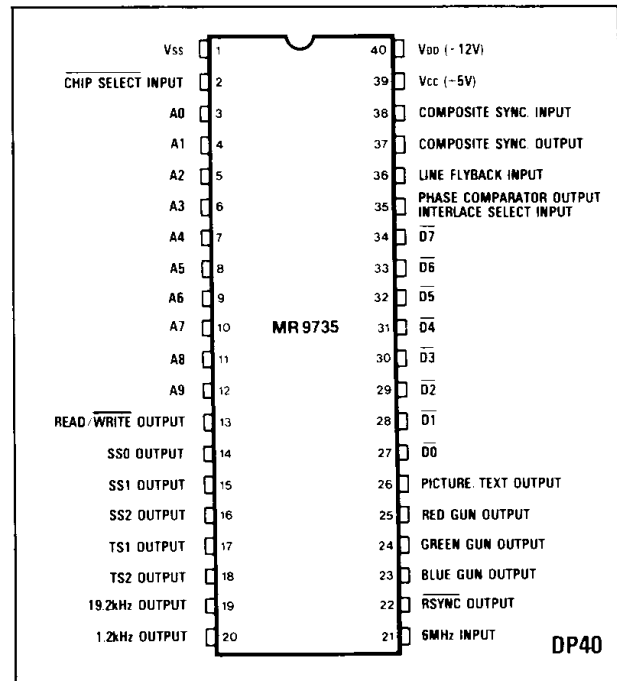 VSS 1
CHIP SELECT INPUT 2
A0 3
A1 4
A2 5
A3 6
A4 7
A5 8
A6 9
A7 10
A8 11
A9 12
READ/WRITE OUTPUT 13
SS0 OUTPUT 14
SS1 OUTPUT 15
SS2 OUTPUT 16
TS1 OUTPUT 17
TS2 OUTPUT 18
19.2kHz OUTPUT 19
1.2kHz OUTPUT 20
MR 9735
40 VDD (-12V)
39 VCC (-5V)
38 COMPOSITE SYNC. INPUT
37 COMPOSITE SYNC. OUTPUT
36 LINE FLYBACK INPUT
35 PHASE COMPARATOR OUTPUT
INTERLACE SELECT INPUT
34 D7
33 D6
32 D5
31 D4
30 D3
29 D2
28 D1
27 D0
26 PICTURE. TEXT OUTPUT
25 RED GUN OUTPUT
24 GREEN GUN OUTPUT
23 BLUE GUN OUTPUT
22 RSYNC OUTPUT
21 6MHz INPUT
DP40